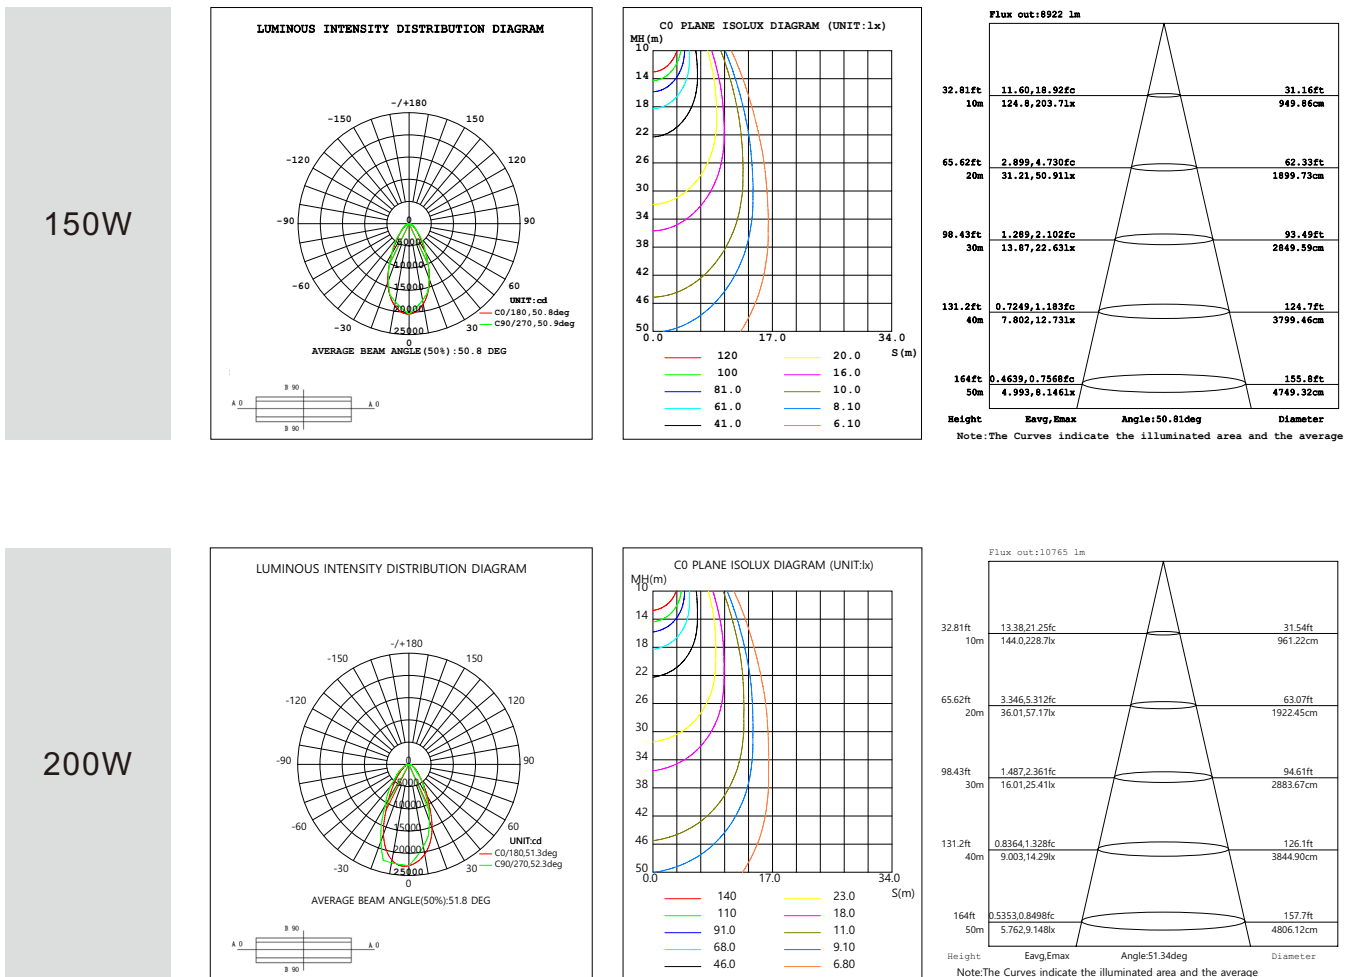 150W
LUMINOUS INTENSITY DISTRIBUTION DIAGRAM
-/+180
-150
150
-120
120
-90
0
90
5000
10000
15000
-60
60
UNIT:cd
20000
C0/180,50.8deg
-30
30
C90/270,50.9deg
25000
0
AVERAGE BEAM ANGLE(50%):50.8 DEG
B 90
A 0
A 0
B 90
C0 PLANE ISOLUX DIAGRAM (UNIT:lx)
MH(m)
10
14
18
22
26
30
34
38
42
46
50
0.0
17.0
34.0
S(m)
120
20.0
100
16.0
81.0
10.0
61.0
8.10
41.0
6.10
Flux out:8922 lm
32.81ft
11.60,18.92fc
31.16ft
10m
124.8,203.7lx
949.86cm
65.62ft
2.899,4.730fc
62.33ft
20m
31.21,50.91lx
1899.73cm
98.43ft
1.289,2.102fc
93.49ft
30m
13.87,22.63lx
2849.59cm
131.2ft
0.7249,1.183fc
124.7ft
40m
7.802,12.73lx
3799.46cm
164ft
0.4639,0.7568fc
155.8ft
50m
4.993,8.146lx
4749.32cm
Height
Eavg,Emax
Angle:50.81deg
Diameter
Note:The Curves indicate the illuminated area and the average
200W
LUMINOUS INTENSITY DISTRIBUTION DIAGRAM
-/+180
-150
150
-120
120
-90
0
90
5000
10000
15000
-60
60
UNIT:cd
20000
C0/180,51.3deg
-30
30
C90/270,52.3deg
25000
0
AVERAGE BEAM ANGLE(50%):51.8 DEG
B 90
A 0
A 0
B 90
C0 PLANE ISOLUX DIAGRAM (UNIT:lx)
MH(m)
10
14
18
22
26
30
34
38
42
46
50
0.0
17.0
34.0
S(m)
140
23.0
110
18.0
91.0
11.0
68.0
9.10
46.0
6.80
Flux out:10765 lm
32.81ft
13.38,21.25fc
31.54ft
10m
144.0,228.7lx
961.22cm
65.62ft
3.346,5.312fc
63.07ft
20m
36.01,57.17lx
1922.45cm
98.43ft
1.487,2.361fc
94.61ft
30m
16.01,25.41lx
2883.67cm
131.2ft
0.8364,1.328fc
126.1ft
40m
9.003,14.29lx
3844.90cm
164ft
0.5353,0.8498fc
157.7ft
50m
5.762,9.148lx
4806.12cm
Height
Eavg,Emax
Angle:51.34deg
Diameter
Note:The Curves indicate the illuminated area and the average